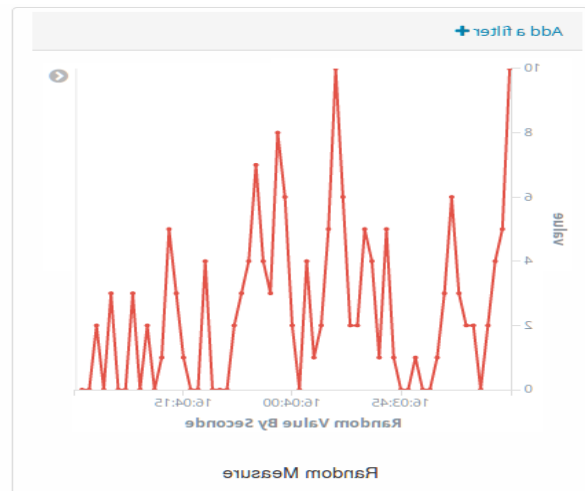 Add a filter +
10
8
6
4
2
0
value
16:03:45
16:04:00
16:04:15
Random Value By Seconde
Random Measure